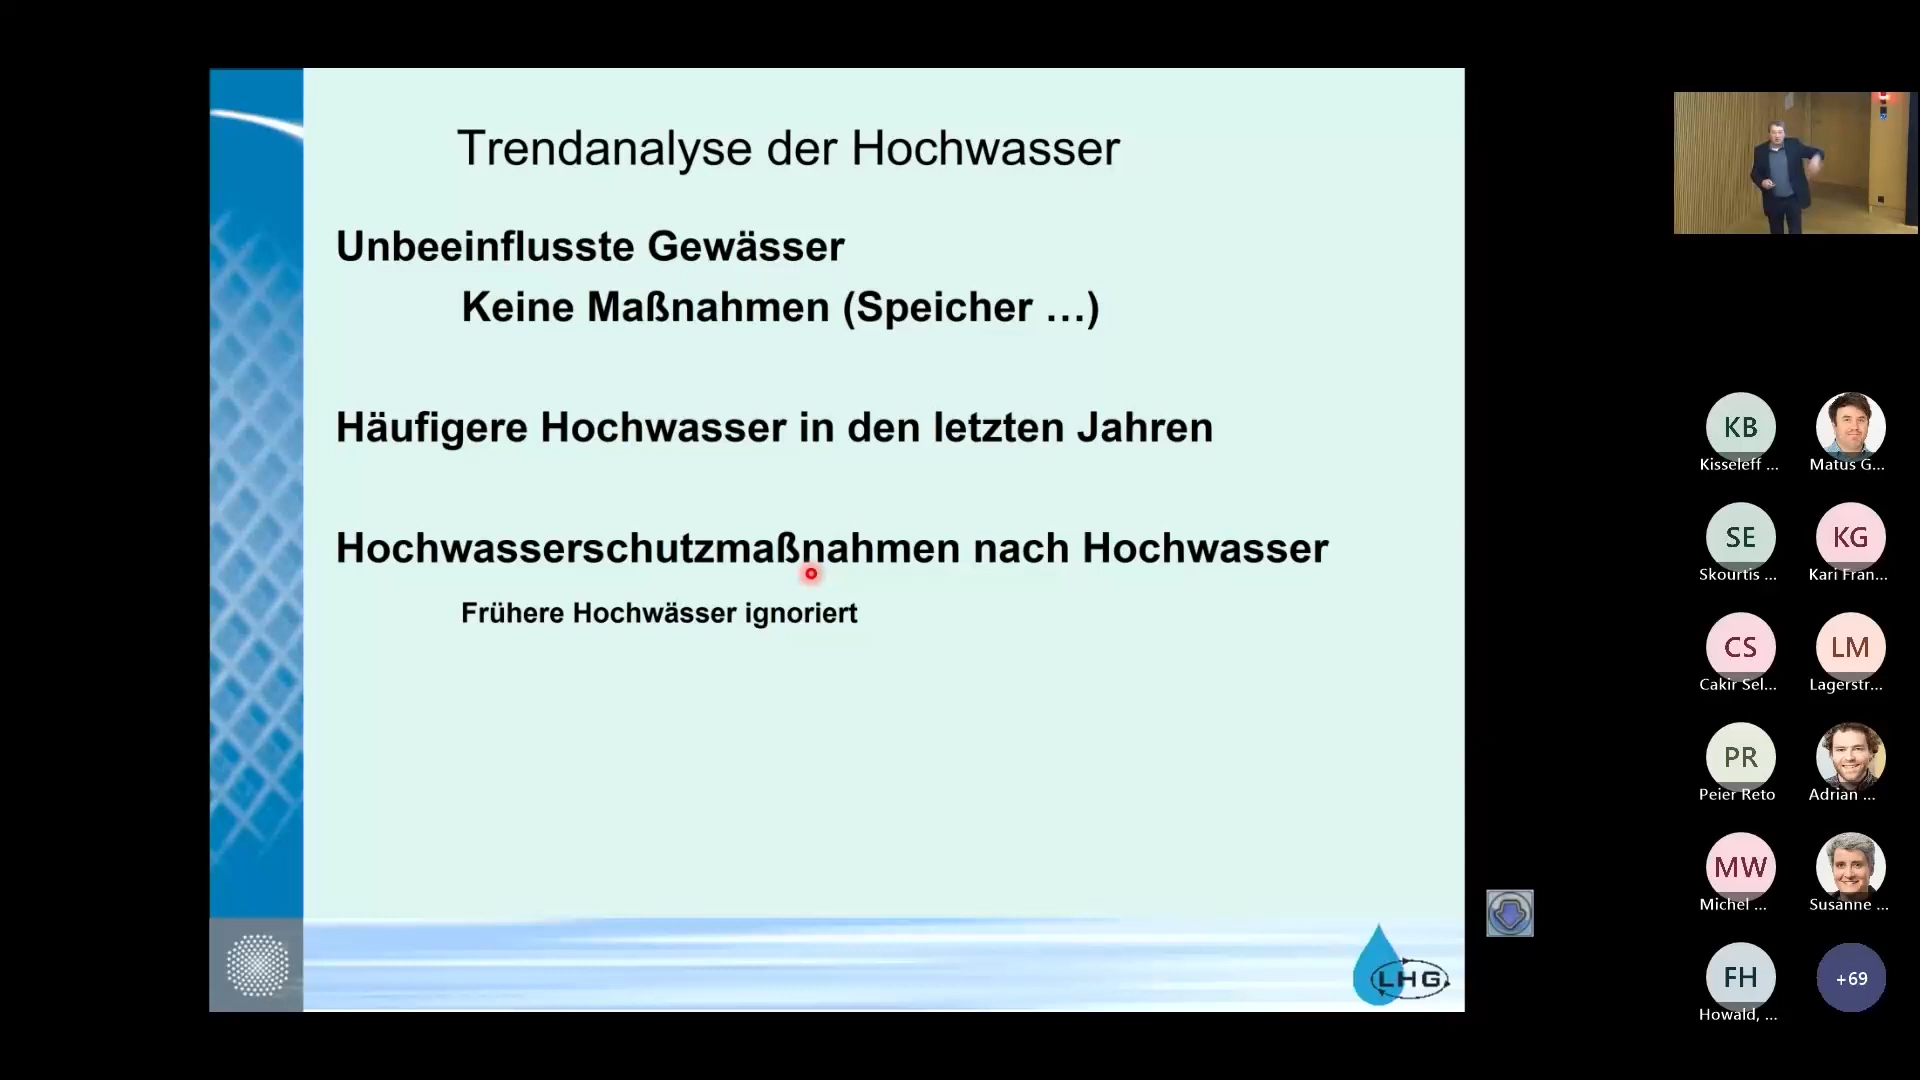 Trendanalyse der Hochwasser
Unbeeinflusste Gewässer
Keine Maßnahmen (Speicher …)
Häufigere Hochwasser in den letzten Jahren
Hochwasserschutzmaßnahmen nach Hochwasser
Frühere Hochwässer ignoriert
LHG
KB
Kisseleff ...
Matus G...
SE
Skourtis ...
KG
Kari Fran...
CS
Cakir Sel...
LM
Lagerstr...
PR
Peier Reto
Adrian ...
MW
Michel ...
Susanne ...
FH
Howald, ...
+69